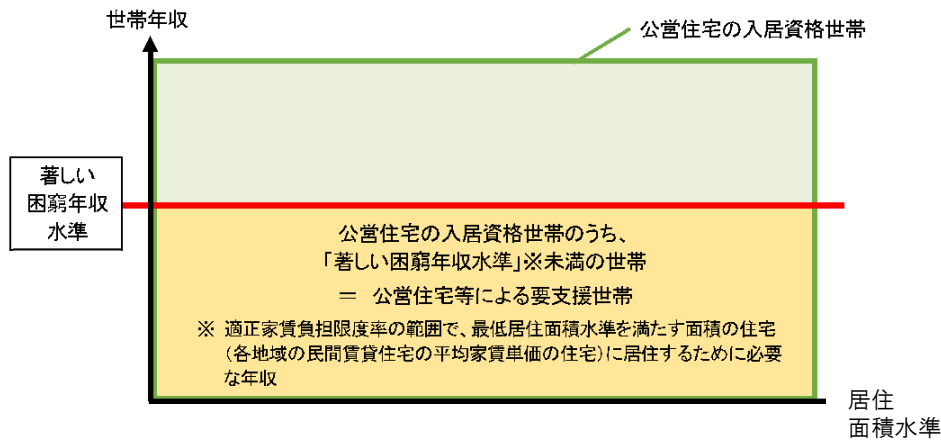 世帯年収
公営住宅の入居資格世帯
著しい
困窮年収
水準
公営住宅の入居資格世帯のうち、
「著しい困窮年収水準」※未満の世帯
＝ 公営住宅等による要支援世帯
※ 適正家賃負担限度率の範囲で、最低居住面積水準を満たす面積の住宅
（各地域の民間賃貸住宅の平均家賃単価の住宅）に居住するために必要
な年収
居住
面積水準